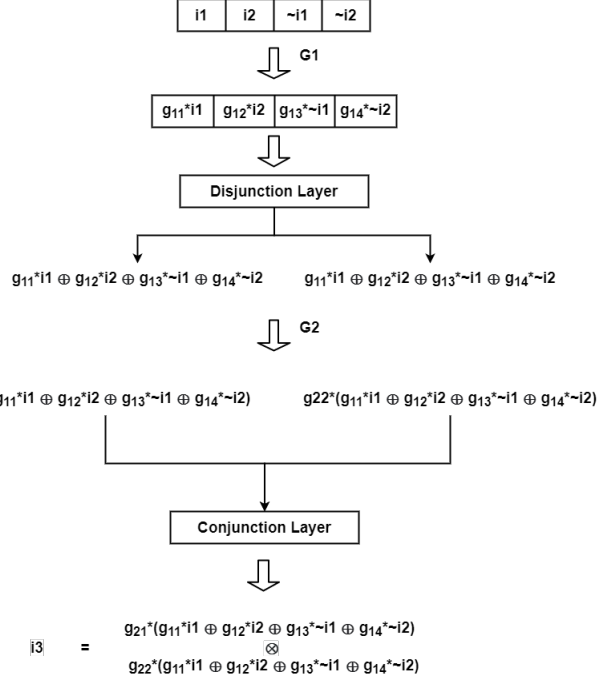 i1 i2 ~i1 ~i2
G1
g₁₁*i1 g₁₂*i2 g₁₃*~i1 g₁₄*~i2
Disjunction Layer
g₁₁*i1 ⊕ g₁₂*i2 ⊕ g₁₃*~i1 ⊕ g₁₄*~i2 g₁₁*i1 ⊕ g₁₂*i2 ⊕ g₁₃*~i1 ⊕ g₁₄*~i2
G2
g₁₁*i1 ⊕ g₁₂*i2 ⊕ g₁₃*~i1 ⊕ g₁₄*~i2) g22*(g₁₁*i1 ⊕ g₁₂*i2 ⊕ g₁₃*~i1 ⊕ g₁₄*~i2)
Conjunction Layer
g₂₁*(g₁₁*i1 ⊕ g₁₂*i2 ⊕ g₁₃*~i1 ⊕ g₁₄*~i2)
i3 = ⊗
g₂₂*(g₁₁*i1 ⊕ g₁₂*i2 ⊕ g₁₃*~i1 ⊕ g₁₄*~i2)